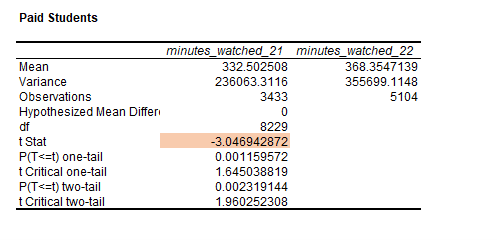 Paid Students
minutes_watched_21 minutes_watched_22
Mean 332.502508 368.3547139
Variance 236063.3116 355699.1148
Observations 3433 5104
Hypothesized Mean Differ 0
df 8229
t Stat -3.046942872
P(T<=t) one-tail 0.001159572
t Critical one-tail 1.645038819
P(T<=t) two-tail 0.002319144
t Critical two-tail 1.960252308